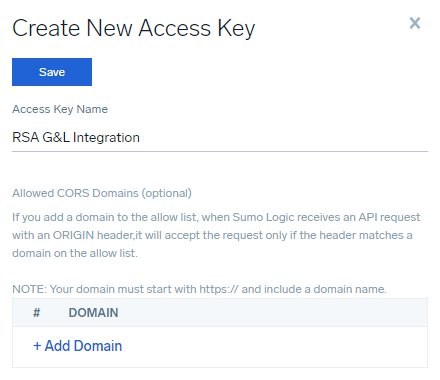 Create New Access Key
Save
Access Key Name
RSA G&L Integration
Allowed CORS Domains (optional)
If you add a domain to the allow list, when Sumo Logic receives an API request
with an ORIGIN header,it will accept the request only if the header matches a
domain on the allow list.
NOTE: Your domain must start with https:// and include a domain name.
# DOMAIN
+ Add Domain